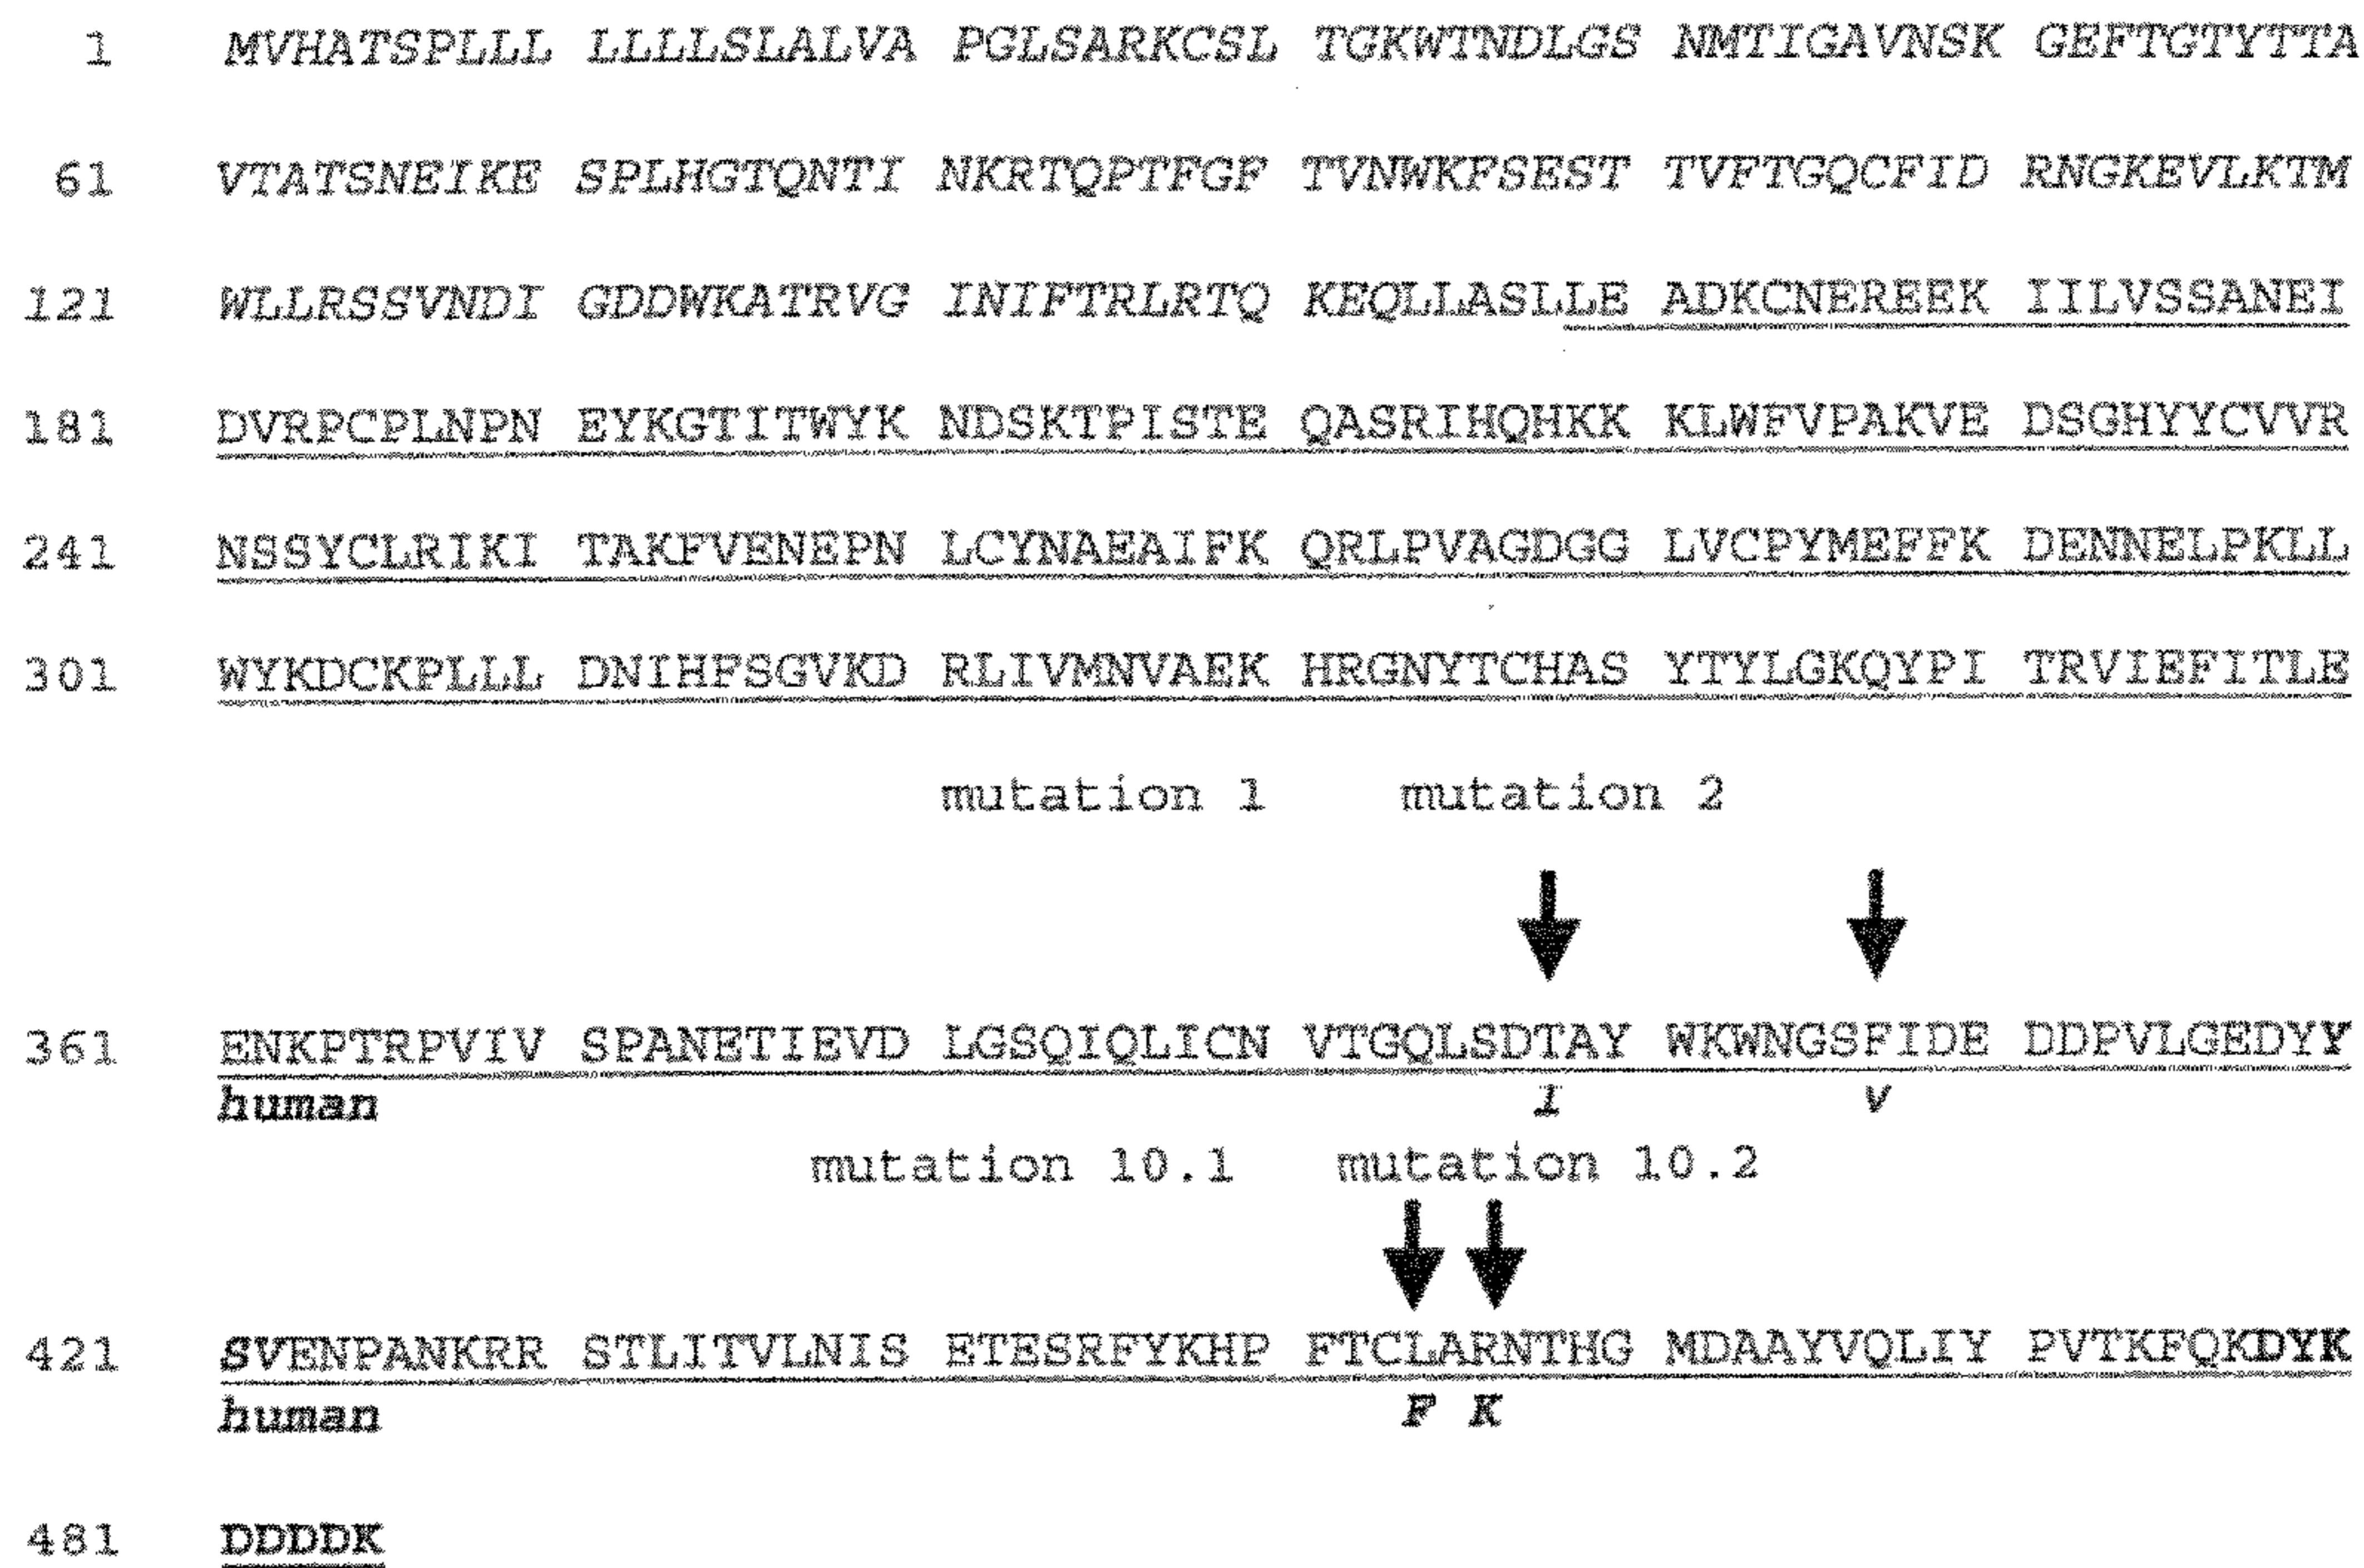 1 MVHATSPLLL LLLLSLALVA PGLSARKCSL TGKWTNDLGS NMTIGAVNSK GEFTGTYTTA
61 VTATSNEIKE SPLHGTQNTI NKRTQPTFGF TVNWKFSEST TVFTGQCFID RNGKEVLKTM
121 WLLRSSVNDI GDDWKATRVG INIFTRLRTQ KEQLLASLLE ADKCNEREEK IILVSSANEI
181 DVRPCPLNPN EYKGTITWYK NDSKTPISTE QASRIHQHKK KLWFVPAKVE DSGHYYCVVR
241 NSSYCLRIKI TAKFVENEPN LCYNAEAIFK QRLPVAGDGG LVCPYMEFFK DENNELPKLL
301 WYKDCKPLLL DNIHFSGVKD RLIVMNVAEK HRGNYTCHAS YTYLGKQYPI TRVIEFITLE
mutation 1 mutation 2
361 ENKPTRPVIV SPANETIEVD LGSQIQLICN VTGQLSDTAY WKWNGSFIDE DDPVLGEDYY
human I V
mutation 10.1 mutation 10.2
421 SVENPANKRR STLITVLNIS ETESRFYKHP FTCLARNTHG MDAAYVQLIY PVTKFQKDYK
human F K
481 DDDDK